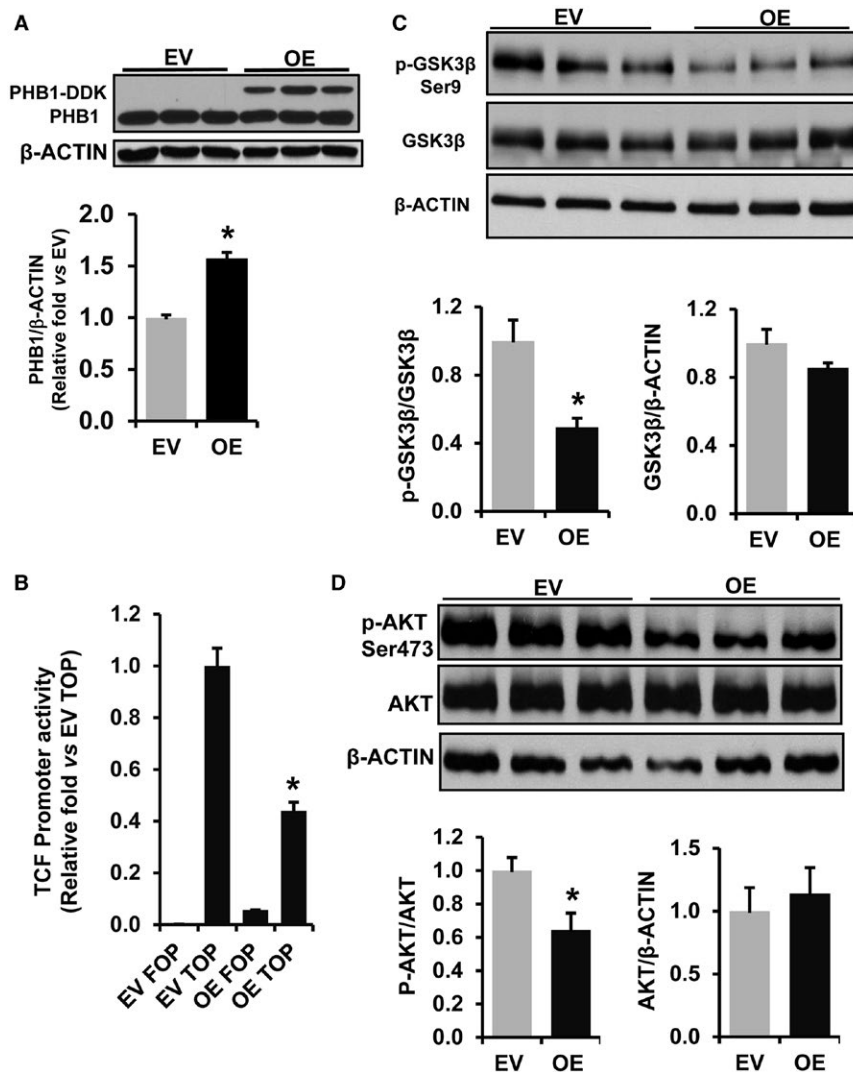 A
EV OE
PHB1-DDK
PHB1
β-ACTIN
PHB1/β-ACTIN
(Relative fold vs EV)
2.0
1.5
1.0
0.5
0.0
*
EV OE
B
TCF Promoter activity
(Relative fold vs EV TOP)
1.2
1.0
0.8
0.6
0.4
0.2
0.0
*
EV FOP
EV TOP
OE FOP
OE TOP
C
EV OE
p-GSK3β
Ser9
GSK3β
β-ACTIN
p-GSK3β/GSK3β
1.2
0.8
0.4
0.0
*
EV OE
GSK3β/β-ACTIN
1.2
0.8
0.4
0.0
EV OE
D
EV OE
p-AKT
Ser473
AKT
β-ACTIN
P-AKT/AKT
1.2
1.0
0.8
0.6
0.4
0.2
0.0
*
EV OE
AKT/β-ACTIN
1.5
1.0
0.5
0.0
EV OE